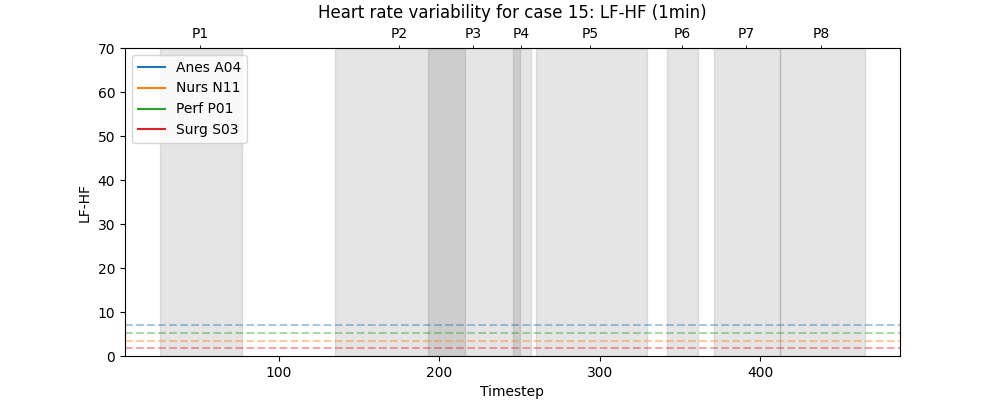 Heart rate variability for case 15: LF-HF (1min)
P1 P2 P3 P4 P5 P6 P7 P8
70
60
50
40
30
20
10
0
LF-HF
Anes A04
Nurs N11
Perf P01
Surg S03
100 200 300 400
Timestep